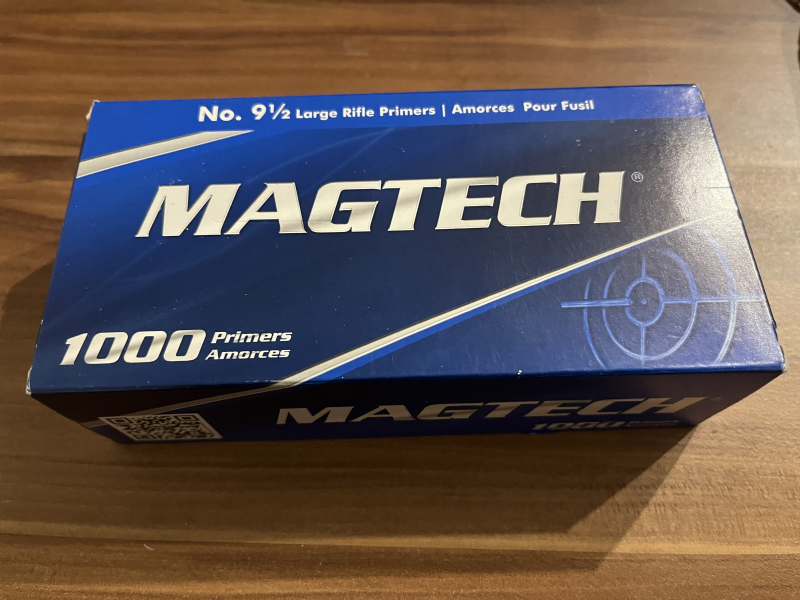 No. 9½ Large Rifle Primers | Amorces Pour Fusil
MAGTECH®
1000 Primers
Amorces
MAGTECH
1000